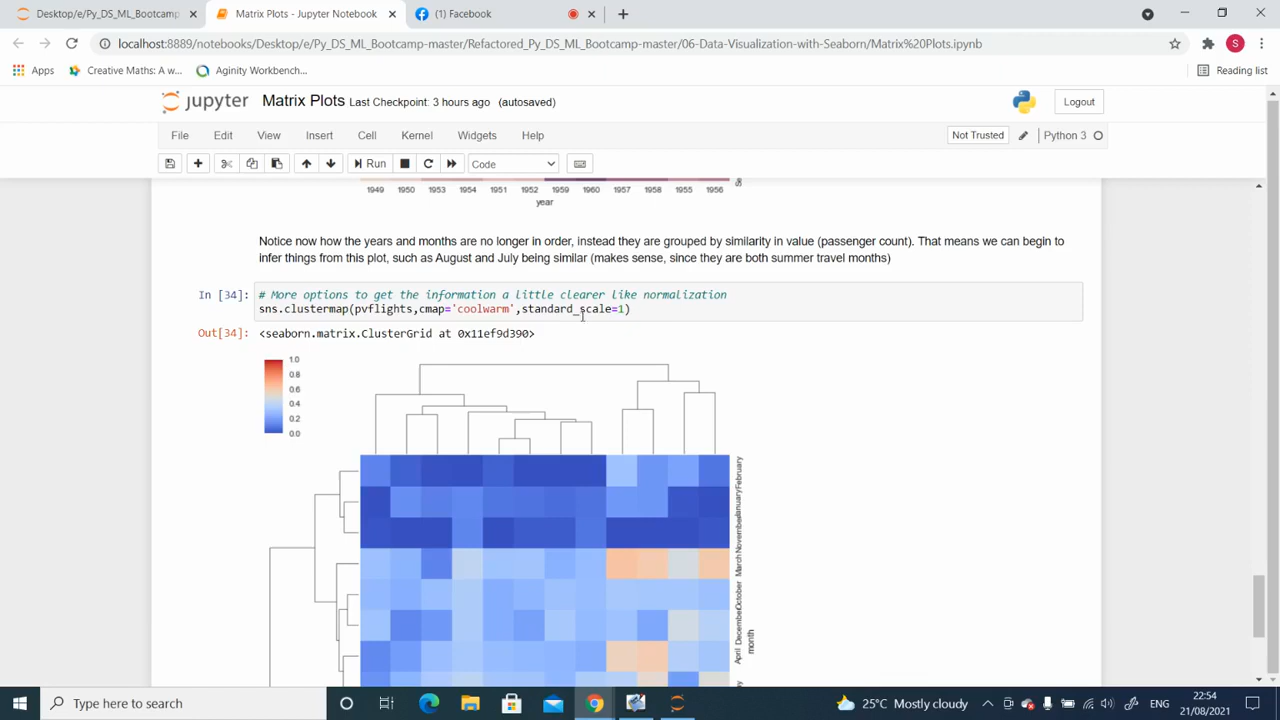 Desktop/e/Py_DS_ML_Bootcamp-
Matrix Plots - Jupyter Notebook
(1) Facebook
localhost:8889/notebooks/Desktop/e/Py_DS_ML_Bootcamp-master/Refactored_Py_DS_ML_Bootcamp-master/06-Data-Visualization-with-Seaborn/Matrix%20Plots.ipynb
S
Apps
Creative Maths: A w...
Aginity Workbench...
Reading list
jupyter Matrix Plots Last Checkpoint: 3 hours ago (autosaved)
Logout
File Edit View Insert Cell Kernel Widgets Help
Not Trusted
Python 3
Run
Code
1949 1950 1953 1954 1951 1952 1959 1960 1957 1958 1955 1956
Se
year
Notice now how the years and months are no longer in order, instead they are grouped by similarity in value (passenger count). That means we can begin to
infer things from this plot, such as August and July being similar (makes sense, since they are both summer travel months)
In [34]:
# More options to get the information a little clearer like normalization
sns.clustermap(pvflights,cmap='coolwarm',standard_scale=1)
Out[34]:
<seaborn.matrix.ClusterGrid at 0x11ef9d390>
1.0
0.8
0.6
0.4
0.2
0.0
February
January
November
March
October
December
April
month
Type here to search
25°C Mostly cloudy
ENG
22:54
21/08/2021